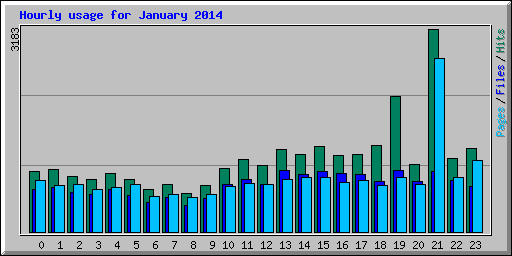 Hourly usage for January 2014
3183
Pages / Files / Hits
0 1 2 3 4 5 6 7 8 9 10 11 12 13 14 15 16 17 18 19 20 21 22 23